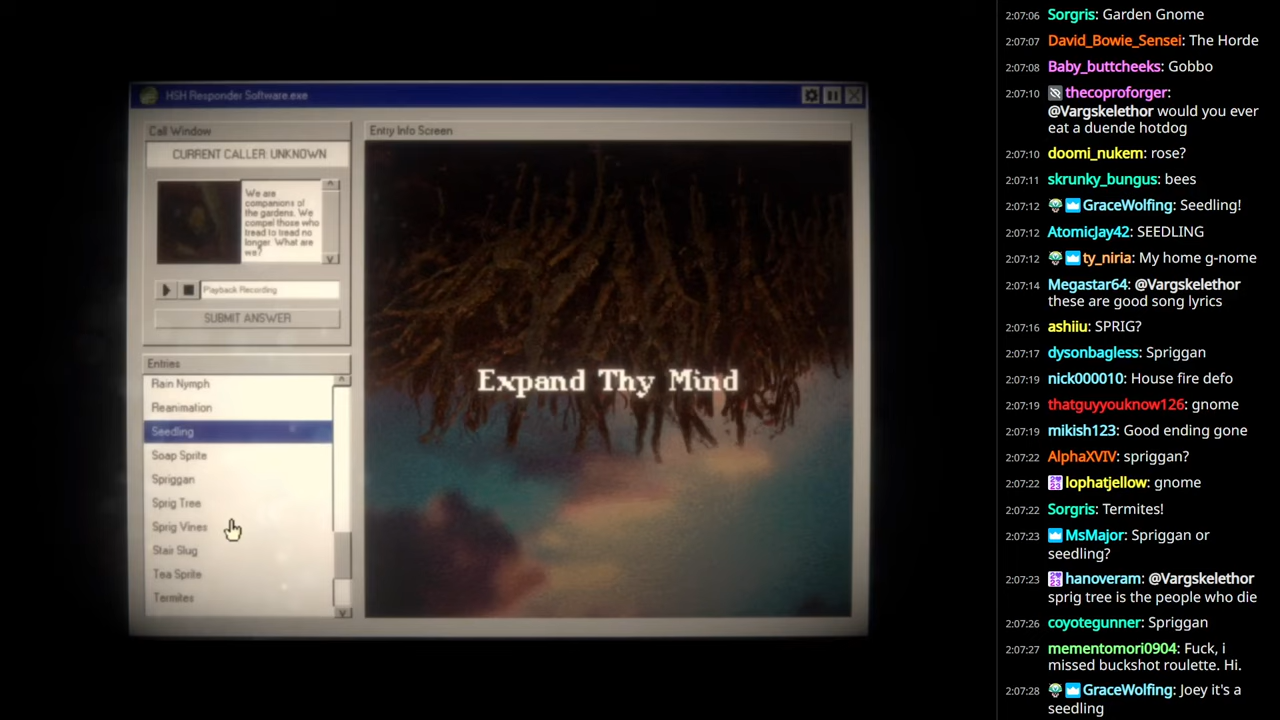 HSH Responder Software.exe
Call Window
CURRENT CALLER: UNKNOWN
We are
companions of
the gardens. We
compel those who
tread to tread no
longer. What are
we?
Playback Recording
SUBMIT ANSWER
Entries
Rain Nymph
Reanimation
Seedling
Soap Sprite
Spriggan
Sprig Tree
Sprig Vines
Stair Slug
Tea Sprite
Termites
Entry Info Screen
Expand Thy Mind
2:07:06 Sorgris: Garden Gnome
2:07:07 David_Bowie_Sensei: The Horde
2:07:08 Baby_buttcheeks: Gobbo
2:07:10 thecoproforger:
@Vargskelethor would you ever
eat a duende hotdog
2:07:10 doomi_nukem: rose?
2:07:11 skrunky_bungus: bees
2:07:12 GraceWolfing: Seedling!
2:07:12 AtomicJay42: SEEDLING
2:07:12 ty_niria: My home g-nome
2:07:14 Megastar64: @Vargskelethor
these are good song lyrics
2:07:16 ashiiu: SPRIG?
2:07:17 dysonbagless: Spriggan
2:07:19 nick000010: House fire defo
2:07:19 thatguyyouknow126: gnome
2:07:19 mikish123: Good ending gone
2:07:22 AlphaXVIV: spriggan?
2:07:22 lophatjellow: gnome
2:07:22 Sorgris: Termites!
2:07:23 MsMajor: Spriggan or
seedling?
2:07:23 hanoveram: @Vargskelethor
sprig tree is the people who die
2:07:26 coyotegunner: Spriggan
2:07:27 mementomori0904: Fuck, i
missed buckshot roulette. Hi.
2:07:28 GraceWolfing: Joey it's a
seedling